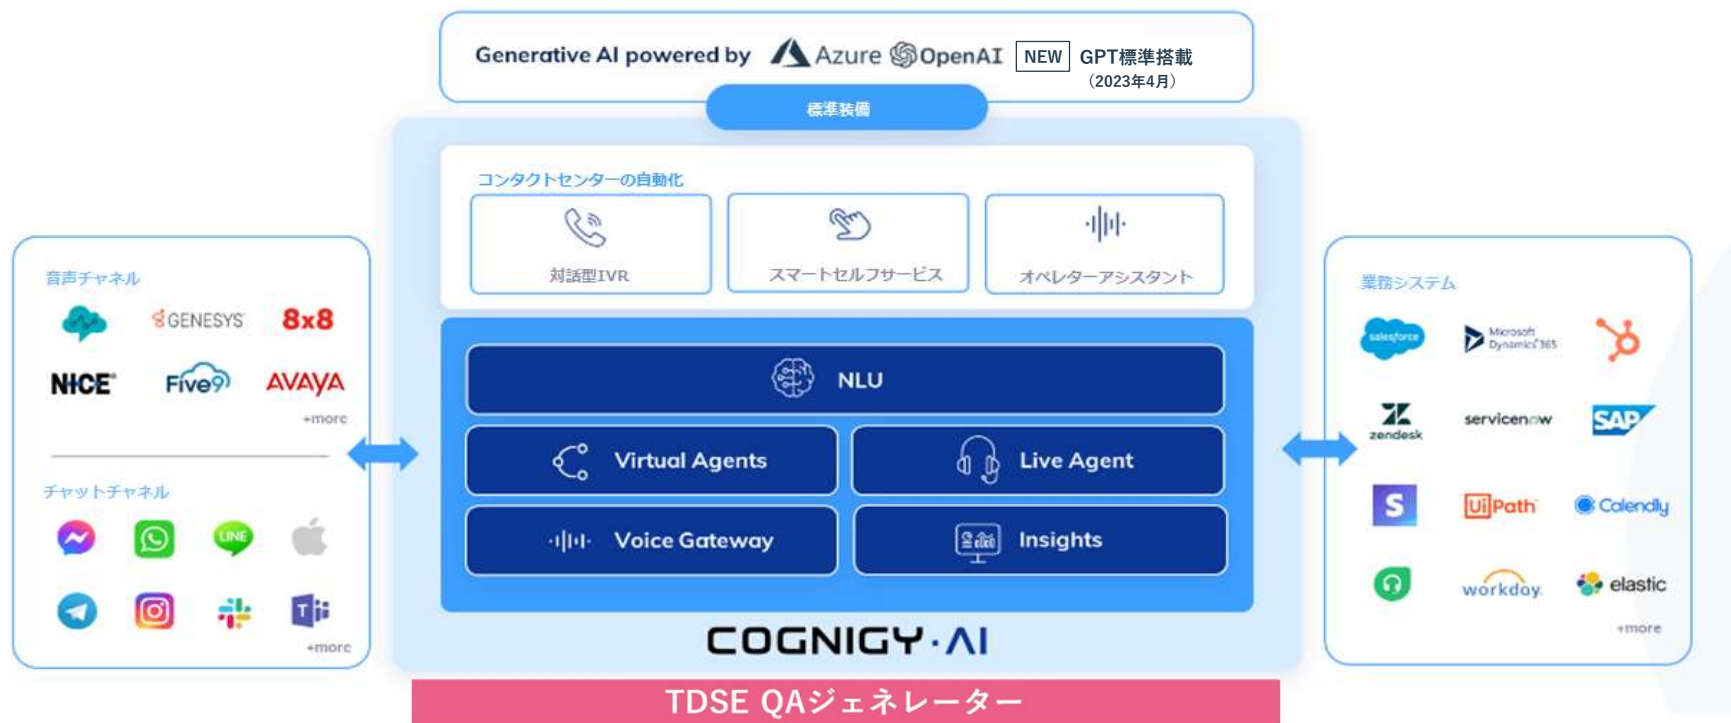 Generative AI powered by Azure OpenAI NEW GPT標準搭載
(2023年4月)
標準装備
コンタクトセンターの自動化
対話型IVR
スマートセルフサービス
オペレターアシスタント
音声チャネル
GENESYS
8x8
NICE
Five9
AVAYA
+more
チャットチャネル
LINE
+more
NLU
Virtual Agents
Live Agent
Voice Gateway
Insights
COGNIGY.AI
業務システム
salesforce
Microsoft
Dynamics 365
zendesk
servicenow
SAP
S
UiPath
Calendly
workday.
elastic
+more
TDSE QAジェネレーター